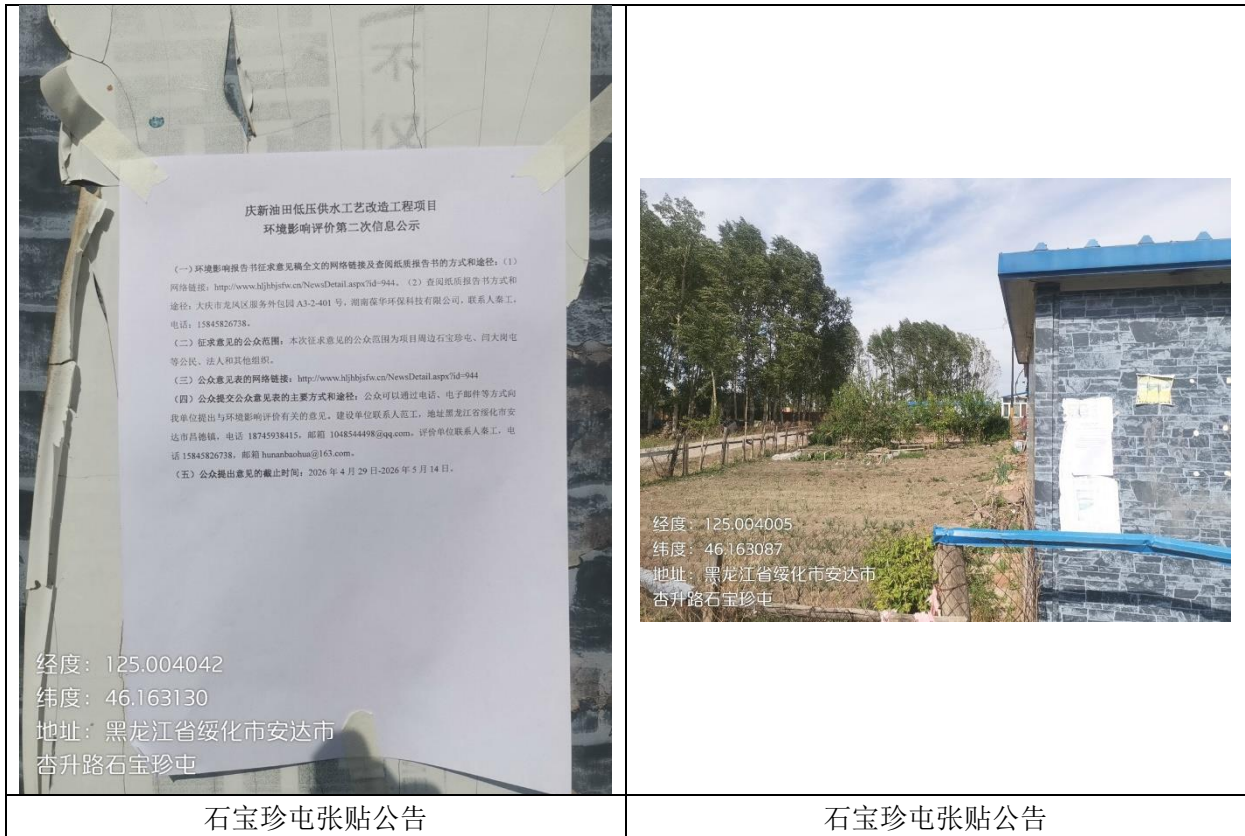 不仅
庆新油田低压供水工艺改造工程项目
环境影响评价第二次信息公示
（一）环境影响报告书征求意见稿全文的网络链接及查阅纸质报告书的方式和途径：（1）
网络链接：http://www.hljhbjsfw.cn/NewsDetail.aspx?id=944。（2）查阅纸质报告书方式和
途径：大庆市龙凤区服务外包园 A3-2-401 号，湖南葆华环保科技有限公司，联系人秦工，
电话：15845826738。
（二）征求意见的公众范围：本次征求意见的公众范围为项目周边石宝珍屯、闫大岗屯
等公民、法人和其他组织。
（三）公众意见表的网络链接：http://www.hljhbjsfw.cn/NewsDetail.aspx?id=944
（四）公众提交公众意见表的主要方式和途径：公众可以通过电话、电子邮件等方式向
我单位提出与环境影响评价有关的意见。建设单位联系人范工，地址黑龙江省绥化市安
达市昌德镇，电话 18745938415，邮箱 1048544498@qq.com。评价单位联系人秦工，电
话 15845826738，邮箱 hunanbaohua@163.com。
（五）公众提出意见的截止时间：2026 年 4 月 29 日-2026 年 5 月 14 日。
经度：125.004042
纬度：46.163130
地址：黑龙江省绥化市安达市
杏升路石宝珍屯
经度：125.004005
纬度：46.163087
地址：黑龙江省绥化市安达市
杏升路石宝珍屯
石宝珍屯张贴公告
石宝珍屯张贴公告